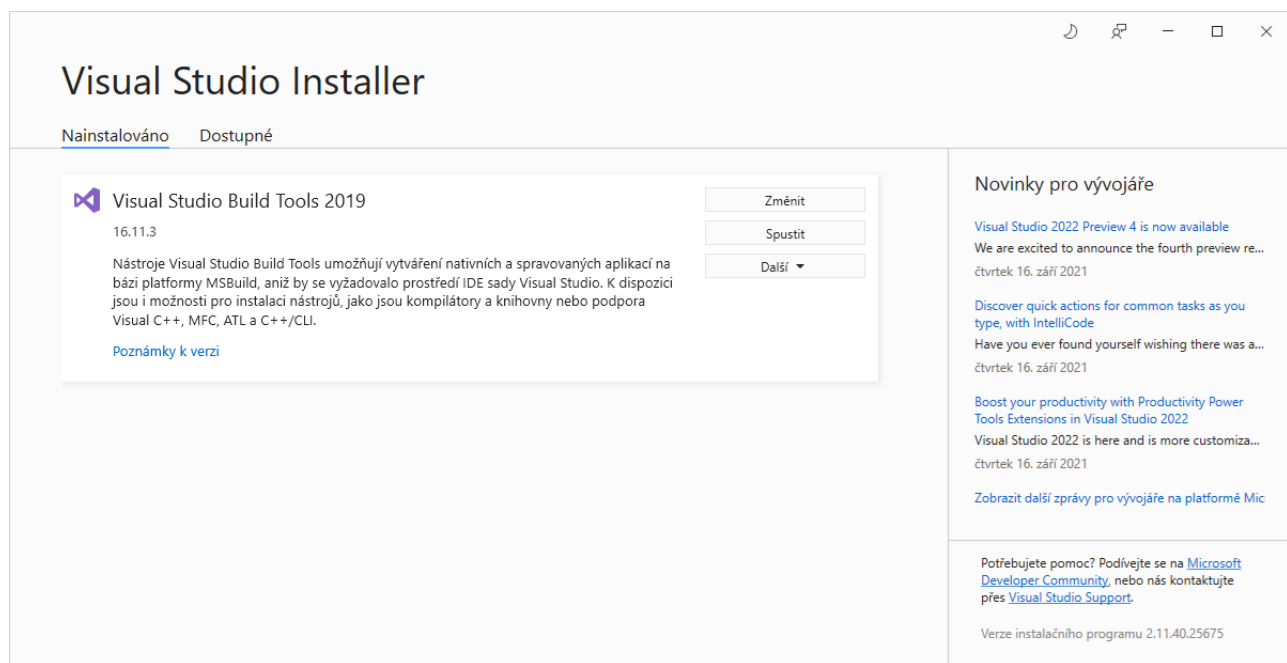 Visual Studio Installer
Nainstalováno Dostupné
Visual Studio Build Tools 2019
16.11.3
Nástroje Visual Studio Build Tools umožňují vytváření nativních a spravovaných aplikací na
bázi platformy MSBuild, aniž by se vyžadovalo prostředí IDE sady Visual Studio. K dispozici
jsou i možnosti pro instalaci nástrojů, jako jsou kompilátory a knihovny nebo podpora
Visual C++, MFC, ATL a C++/CLI.
Poznámky k verzi
Změnit
Spustit
Další
Novinky pro vývojáře
Visual Studio 2022 Preview 4 is now available
We are excited to announce the fourth preview re...
čtvrtek 16. září 2021
Discover quick actions for common tasks as you
type, with IntelliCode
Have you ever found yourself wishing there was a...
čtvrtek 16. září 2021
Boost your productivity with Productivity Power
Tools Extensions in Visual Studio 2022
Visual Studio 2022 is here and is more customiza...
čtvrtek 16. září 2021
Zobrazit další zprávy pro vývojáře na platformě Mic
Potřebujete pomoc? Podívejte se na Microsoft
Developer Community, nebo nás kontaktujte
přes Visual Studio Support.
Verze instalačního programu 2.11.40.25675